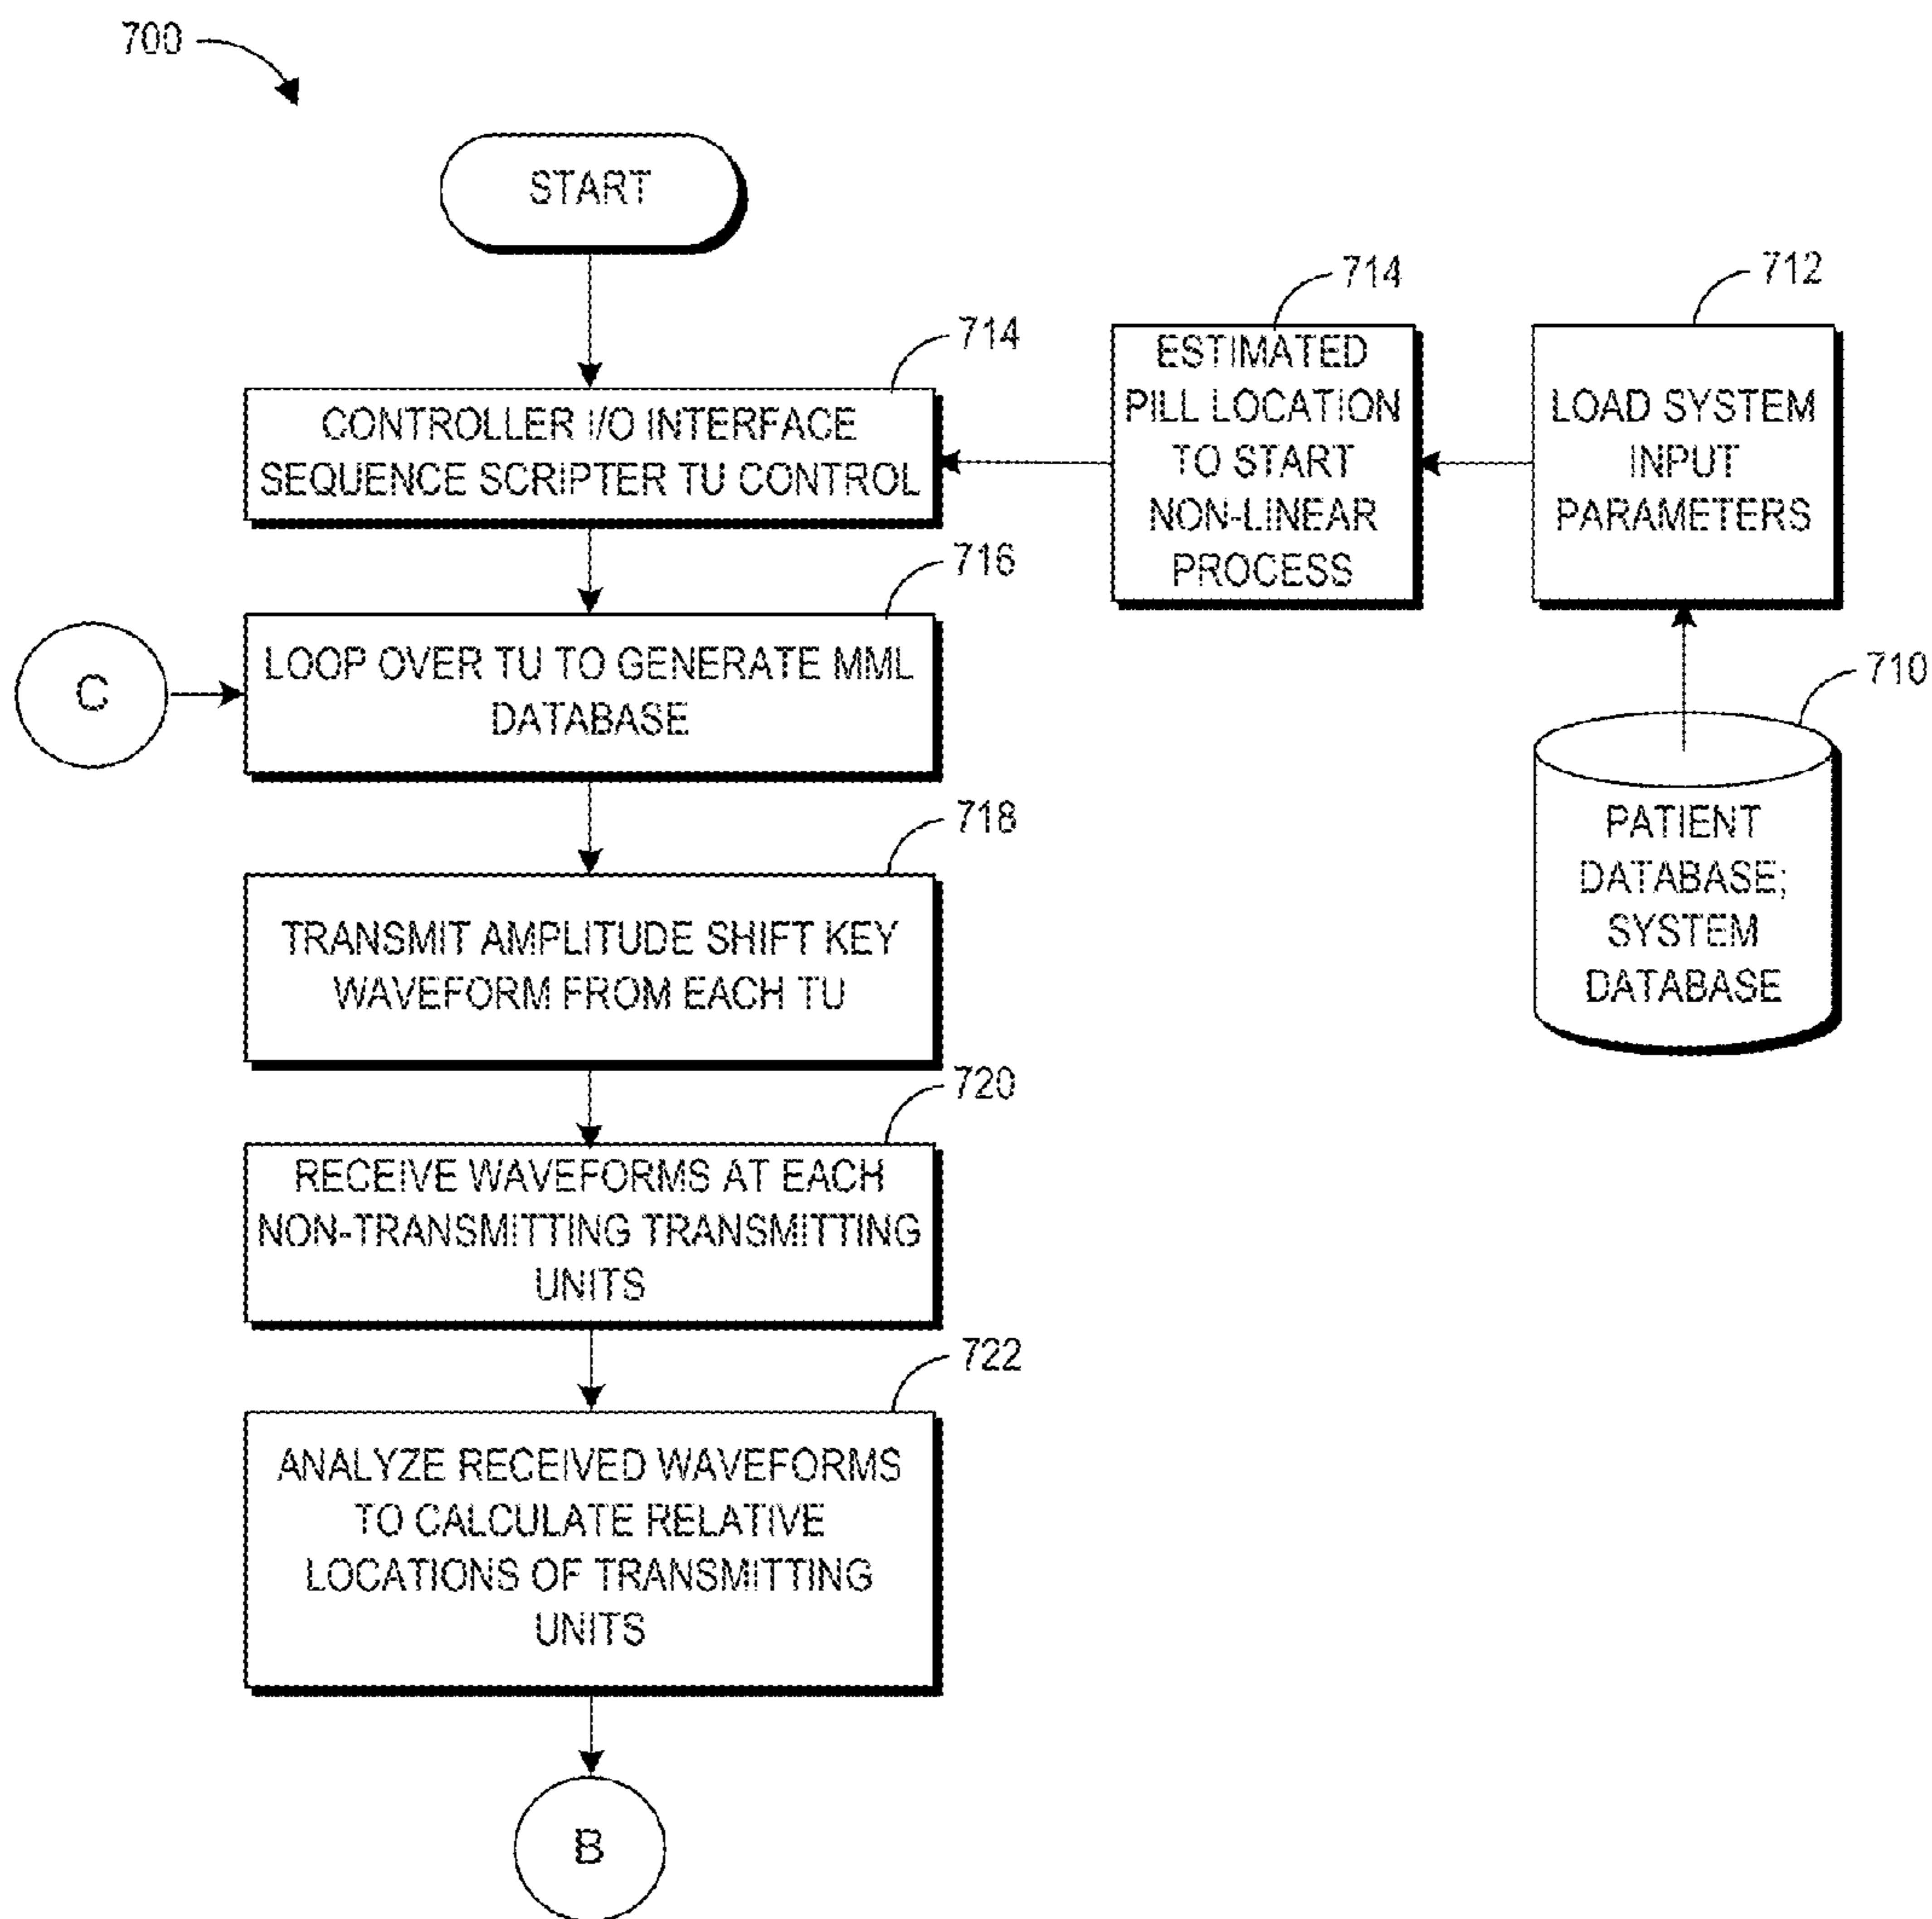 700
START
714
CONTROLLER I/O INTERFACE
SEQUENCE SCRIPTER TU CONTROL
714
ESTIMATED
PILL LOCATION
TO START
NON-LINEAR
PROCESS
712
LOAD SYSTEM
INPUT
PARAMETERS
710
PATIENT
DATABASE;
SYSTEM
DATABASE
C
716
LOOP OVER TU TO GENERATE MML
DATABASE
718
TRANSMIT AMPLITUDE SHIFT KEY
WAVEFORM FROM EACH TU
720
RECEIVE WAVEFORMS AT EACH
NON-TRANSMITTING TRANSMITTING
UNITS
722
ANALYZE RECEIVED WAVEFORMS
TO CALCULATE RELATIVE
LOCATIONS OF TRANSMITTING
UNITS
B